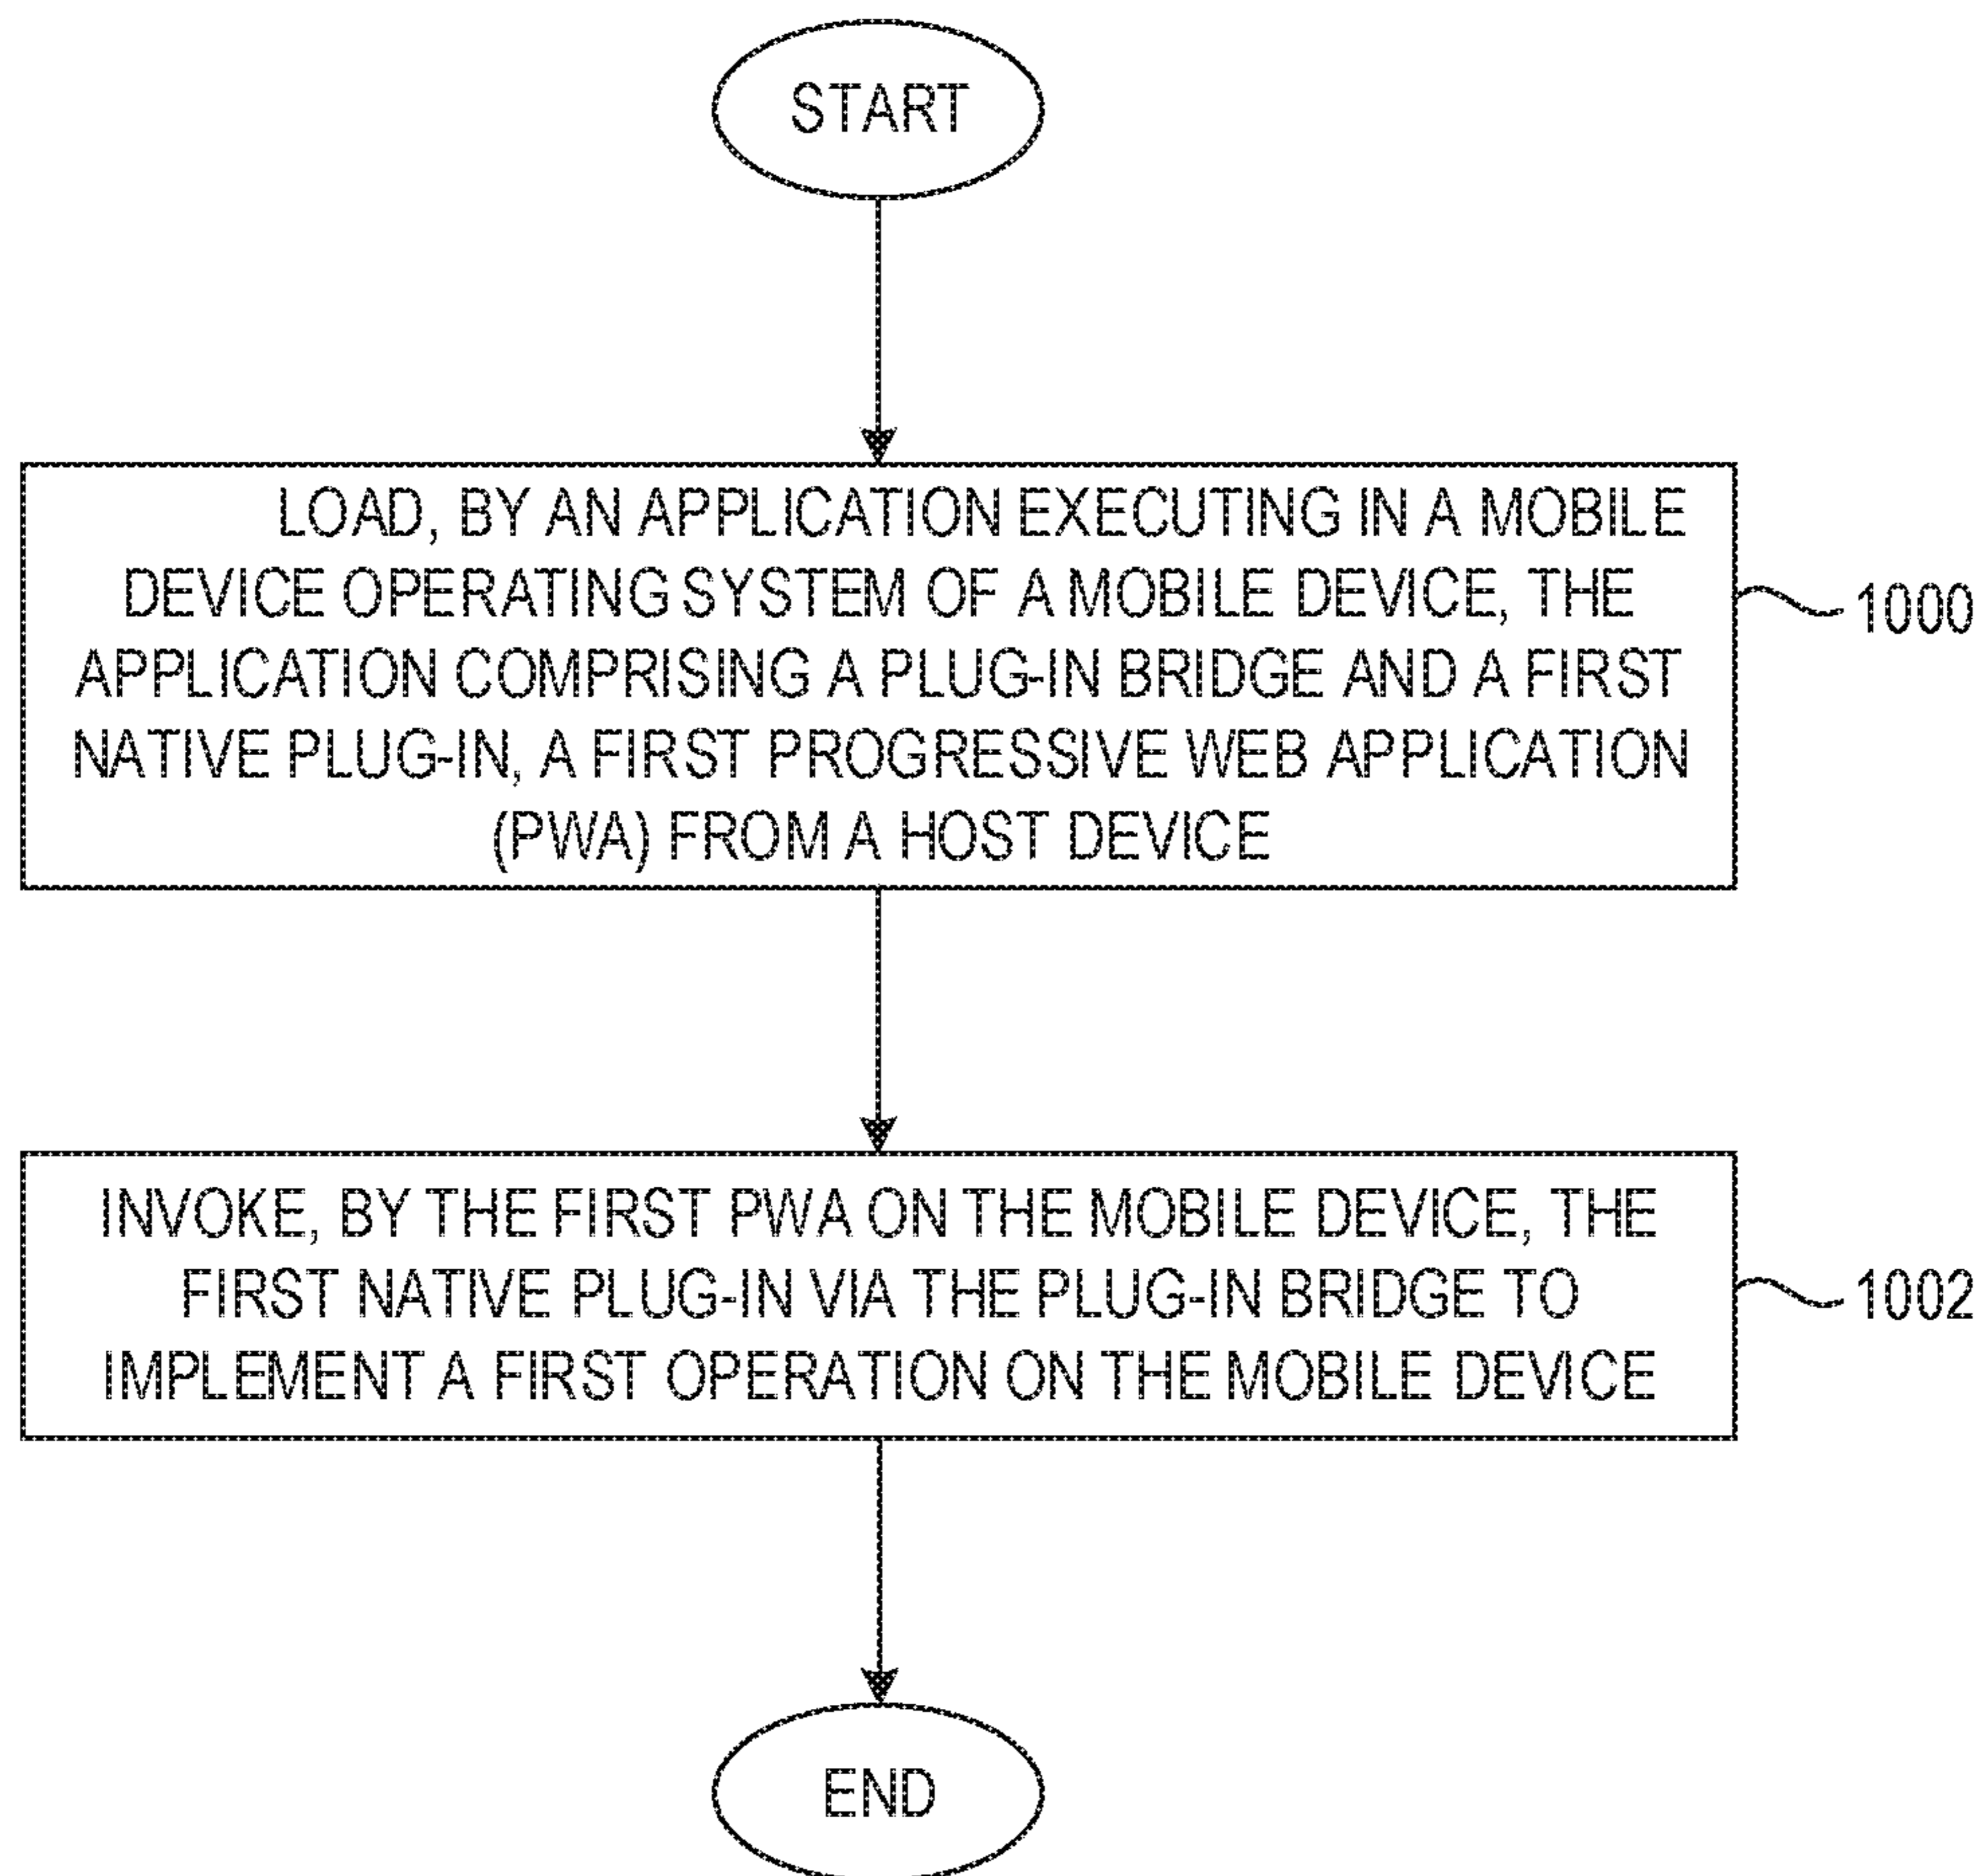 START
LOAD, BY AN APPLICATION EXECUTING IN A MOBILE
DEVICE OPERATING SYSTEM OF A MOBILE DEVICE, THE
APPLICATION COMPRISING A PLUG-IN BRIDGE AND A FIRST
NATIVE PLUG-IN, A FIRST PROGRESSIVE WEB APPLICATION
(PWA) FROM A HOST DEVICE
1000
INVOKE, BY THE FIRST PWA ON THE MOBILE DEVICE, THE
FIRST NATIVE PLUG-IN VIA THE PLUG-IN BRIDGE TO
IMPLEMENT A FIRST OPERATION ON THE MOBILE DEVICE
1002
END